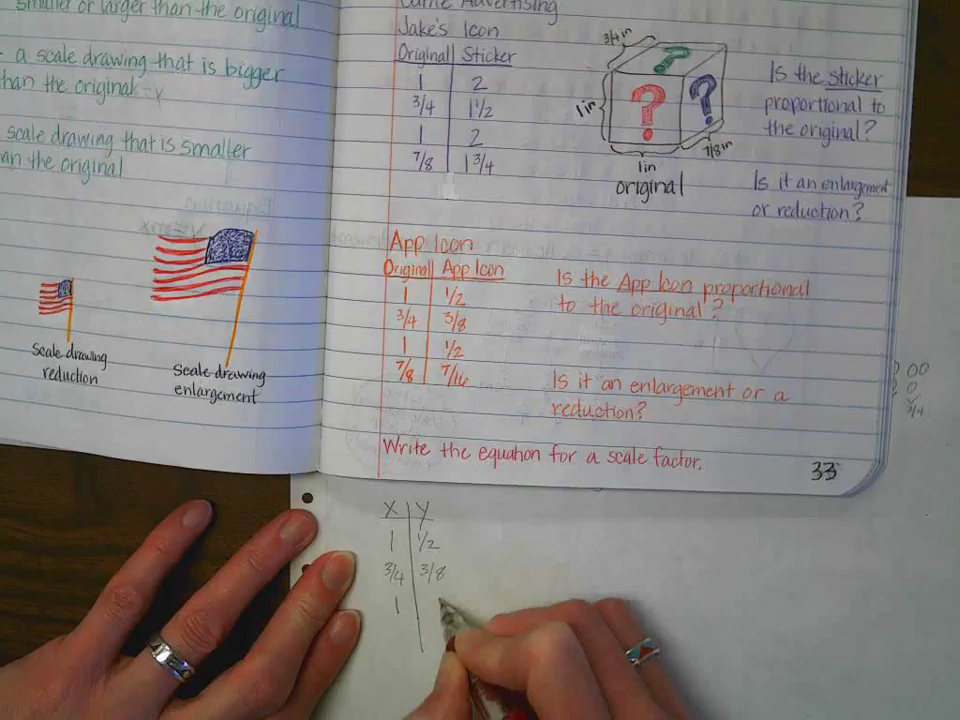 smaller or larger than the original
- a scale drawing that is bigger
than the original
scale drawing that is smaller
an the original
Scale drawing
reduction
Scale drawing
enlargement
Advertising
Jake's Icon
Original Sticker
1 2
3/4 1 1/2
1 2
7/8 1 3/4
3/4 in
1in
?
?
?
7/8 in
1in
original
Is the sticker
proportional to
the original?
Is it an enlargement
or reduction?
App Icon
Original App Icon
1 1/2
3/4 3/8
1 1/2
7/8 7/16
Is the App Icon proportional
to the original?
Is it an enlargement or a
reduction?
Write the equation for a scale factor.
33
X Y
1 1/2
3/4 3/8
1